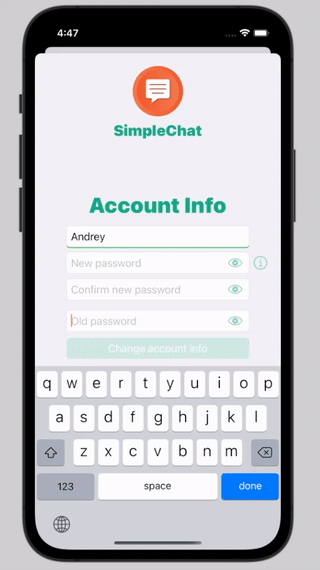 4:47
SimpleChat
Account Info
Andrey
New password
Confirm new password
Old password
Change account info
q w e r t y u i o p
a s d f g h j k l
z x c v b n m
123 space done